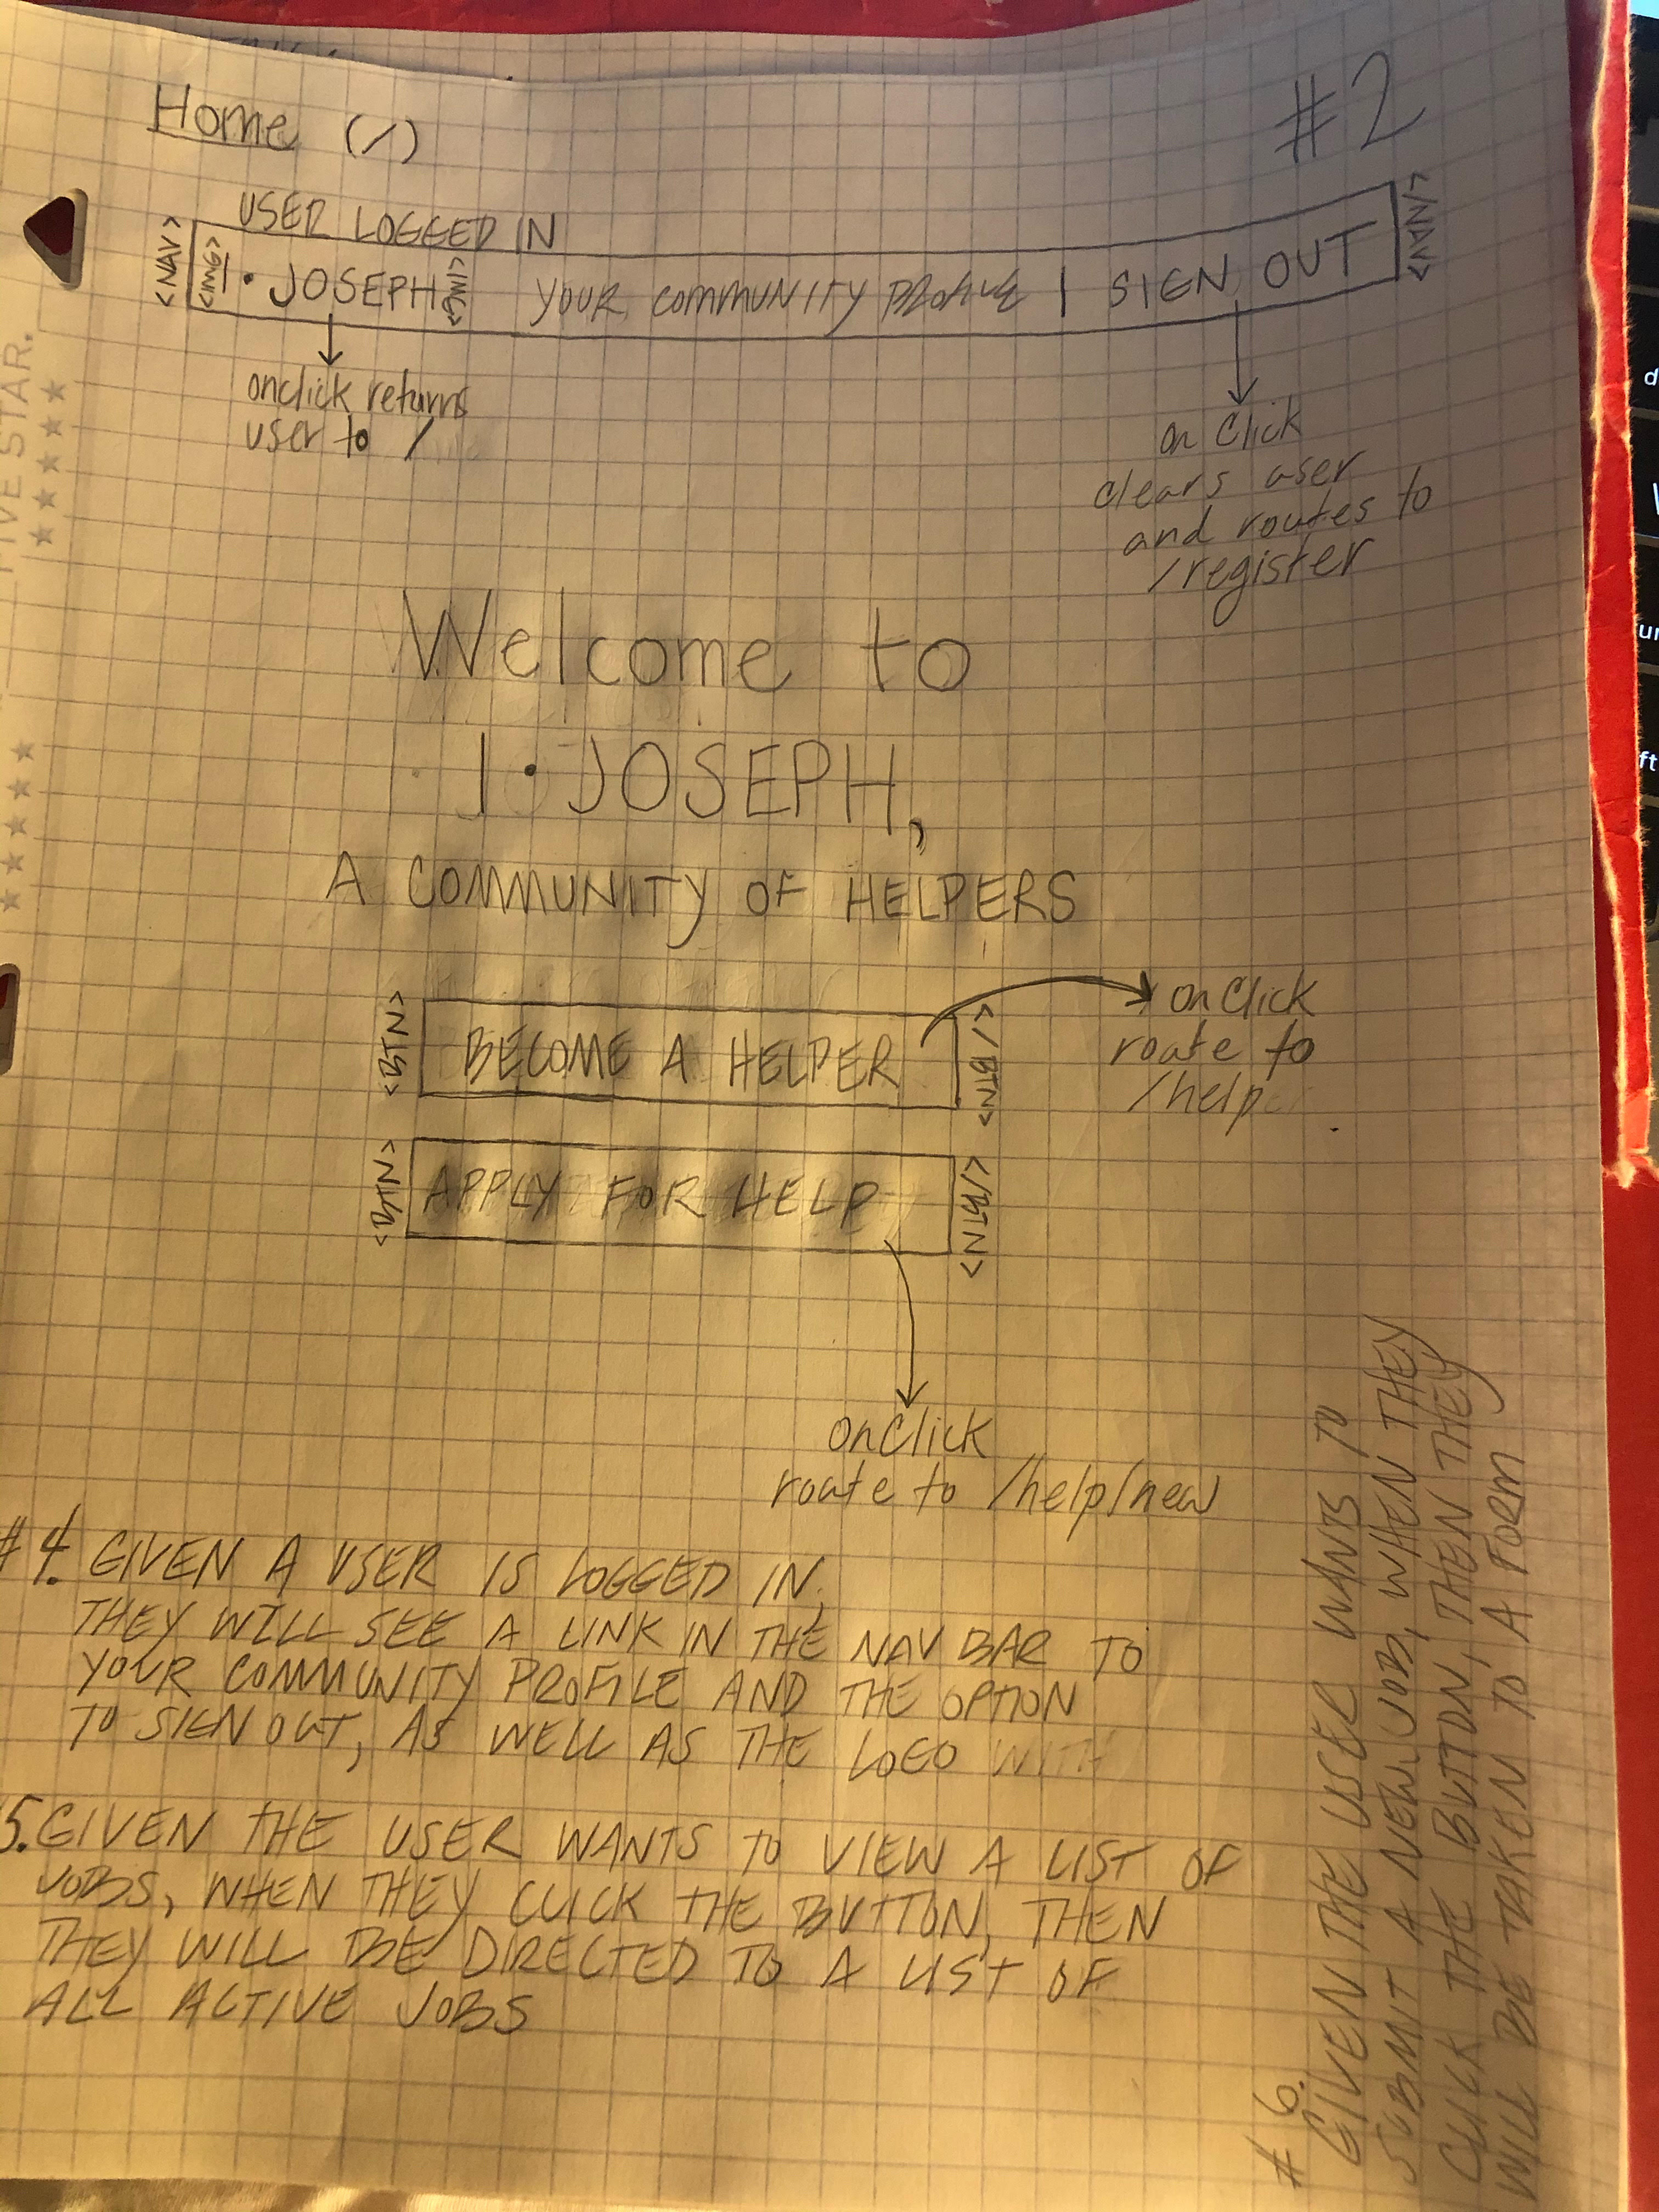 Home (/)
#2
USER LOGGED IN
<NAV>
<IMG>
1 • JOSEPH
YOUR COMMUNITY PROFILE | SIGN OUT
</NAV>
onclick returns
user to /
on Click
clears user
and routes to
/register
Welcome to
1 • JOSEPH,
A COMMUNITY OF HELPERS
<BTN>
BECOME A HELPER
</BTN>
onClick
route to
/help
<BTN>
APPLY FOR HELP
</BTN>
onClick
route to /help/new
#4. GIVEN A USER IS LOGGED IN,
THEY WILL SEE A LINK IN THE NAV BAR TO
YOUR COMMUNITY PROFILE AND THE OPTION
TO SIGN OUT, AS WELL AS THE LOGO WITH
5. GIVEN THE USER WANTS TO VIEW A LIST OF
JOBS, WHEN THEY CLICK THE BUTTON, THEN
THEY WILL BE DIRECTED TO A LIST OF
ALL ACTIVE JOBS
#6.
GIVEN THE USER WANTS TO
SUBMIT A NEW JOB, WHEN THEY
CLICK THE BUTTON, THEN THEY
WILL BE TAKEN TO A FORM
FIVE STAR.
d
ft